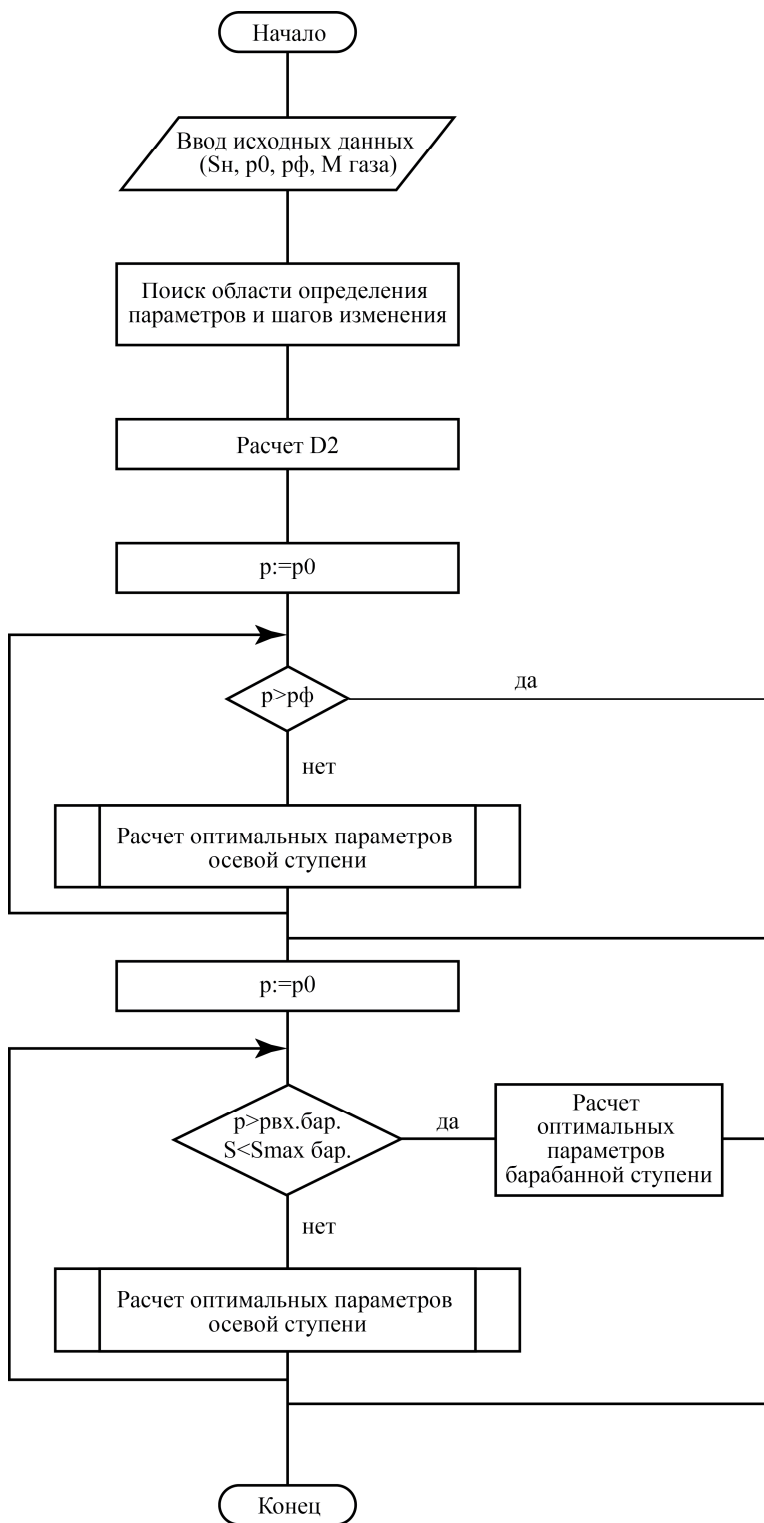 Начало
Ввод исходных данных
(Sн, p0, pф, М газа)
Поиск области определения
параметров и шагов изменения
Расчет D2
p:=p0
p>pф
да
нет
Расчет оптимальных параметров
осевой ступени
p:=p0
p>pвх.бар.
S<Smax бар.
да
Расчет
оптимальных
параметров
барабанной ступени
нет
Расчет оптимальных параметров
осевой ступени
Конец